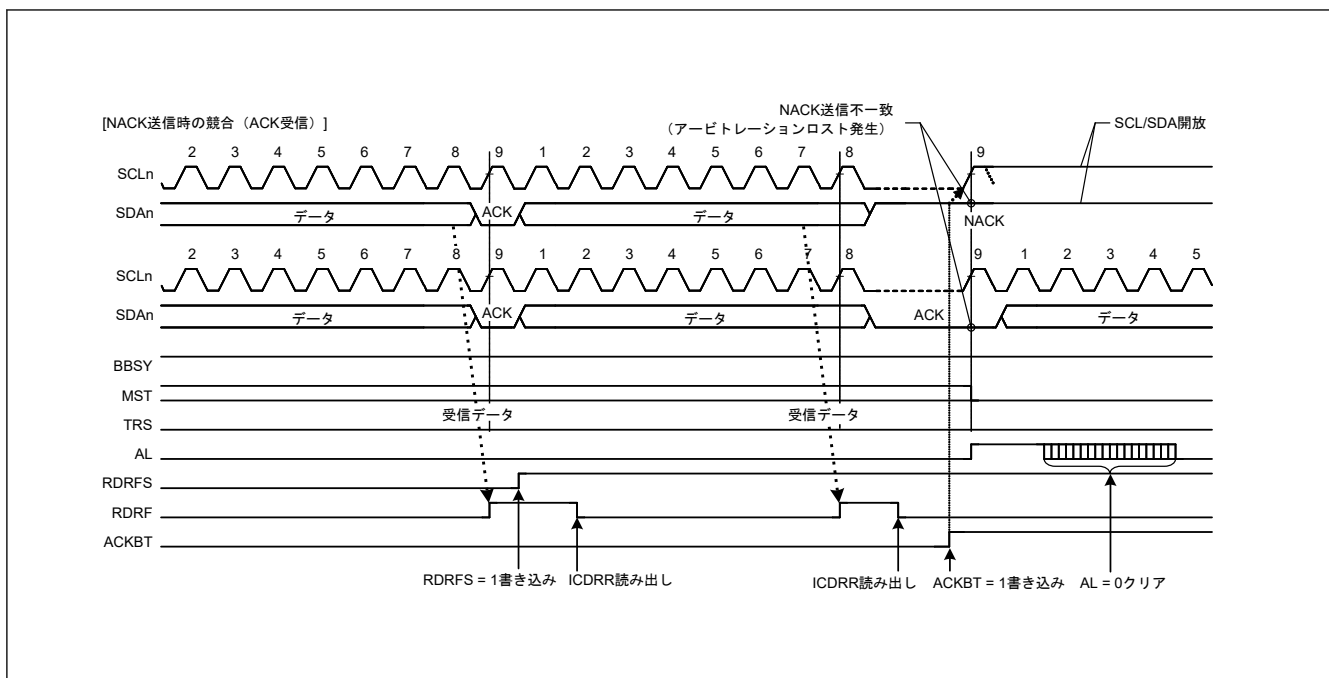 [NACK送信時の競合（ACK受信）]
NACK送信不一致
（アービトレーションロスト発生）
SCL/SDA開放
2 3 4 5 6 7 8 9 1 2 3 4 5 6 7 8 9
SCLn
SDAn データ ACK データ NACK
2 3 4 5 6 7 8 9 1 2 3 4 5 6 7 8 9 1 2 3 4 5
SCLn
SDAn データ ACK データ ACK データ
BBSY
MST
受信データ 受信データ
TRS
AL
RDRFS
RDRF
ACKBT
RDRFS = 1書き込み ICDRR読み出し ICDRR読み出し ACKBT = 1書き込み AL = 0クリア